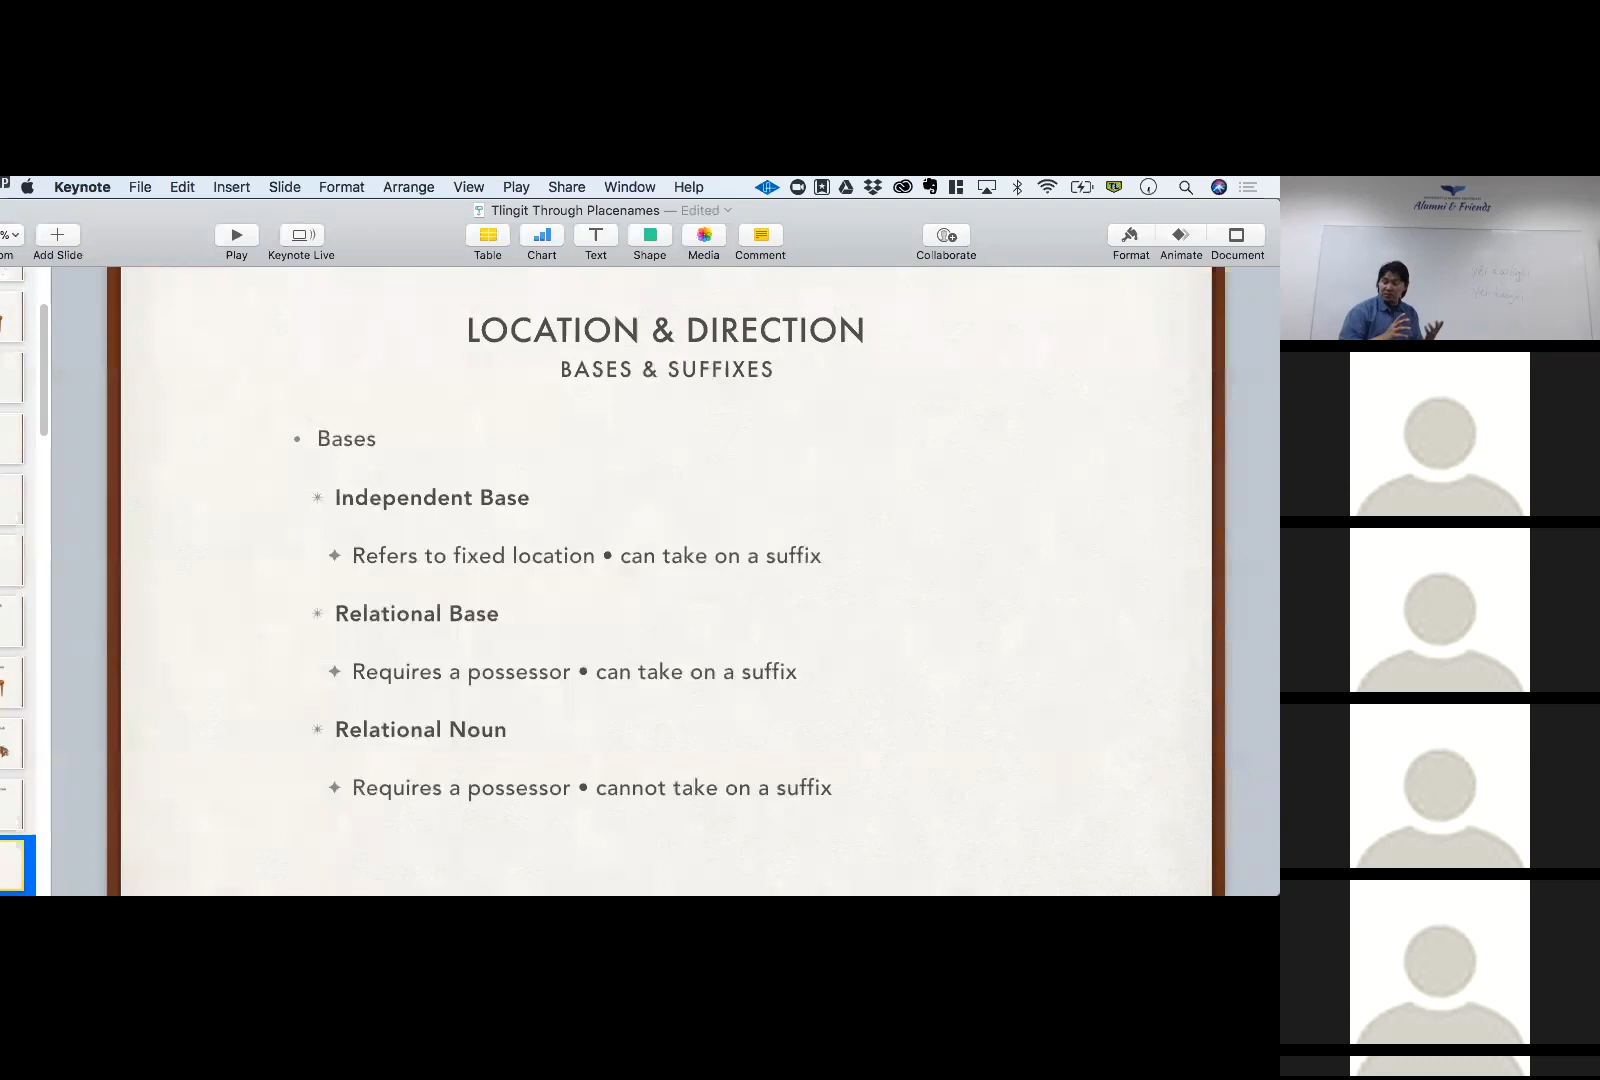 Keynote File Edit Insert Slide Format Arrange View Play Share Window Help
Tlingit Through Placenames — Edited
Add Slide Play Keynote Live Table Chart Text Shape Media Comment Collaborate Format Animate Document
LOCATION & DIRECTION
BASES & SUFFIXES
• Bases
Independent Base
Refers to fixed location • can take on a suffix
Relational Base
Requires a possessor • can take on a suffix
Relational Noun
Requires a possessor • cannot take on a suffix
Alumni & Friends